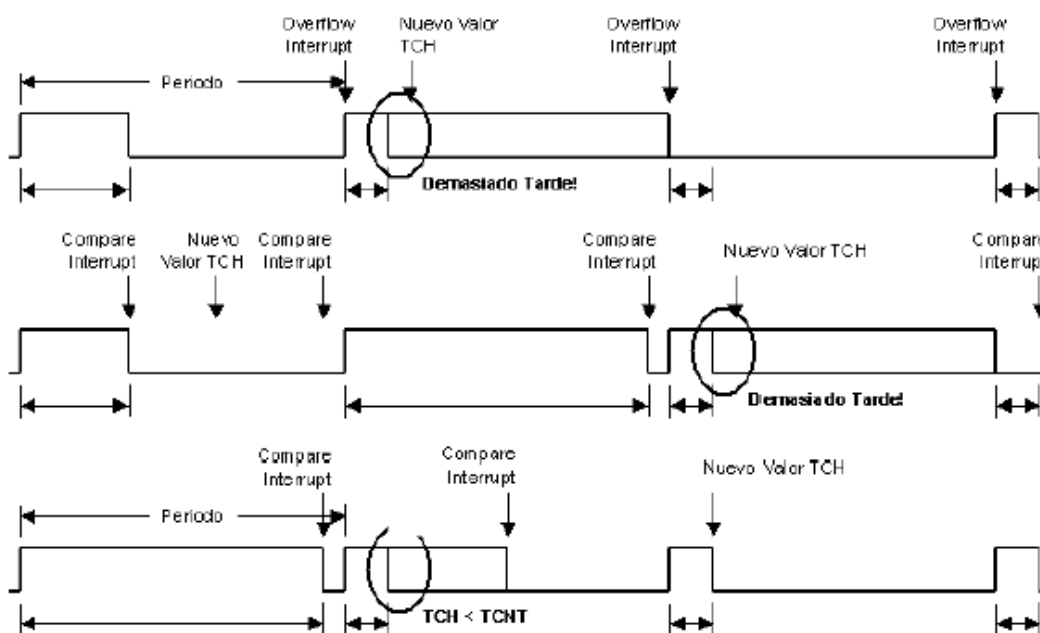 Overflow Interrupt
Nuevo Valor TCH
Overflow Interrupt
Overflow Interrupt
Periodo
Demasiado Tarde!
Compare Interrupt
Nuevo Valor TCH
Compare Interrupt
Compare Interrupt
Nuevo Valor TCH
Compare Interrupt
Demasiado Tarde!
Compare Interrupt
Compare Interrupt
Nuevo Valor TCH
Periodo
TCH < TCNT